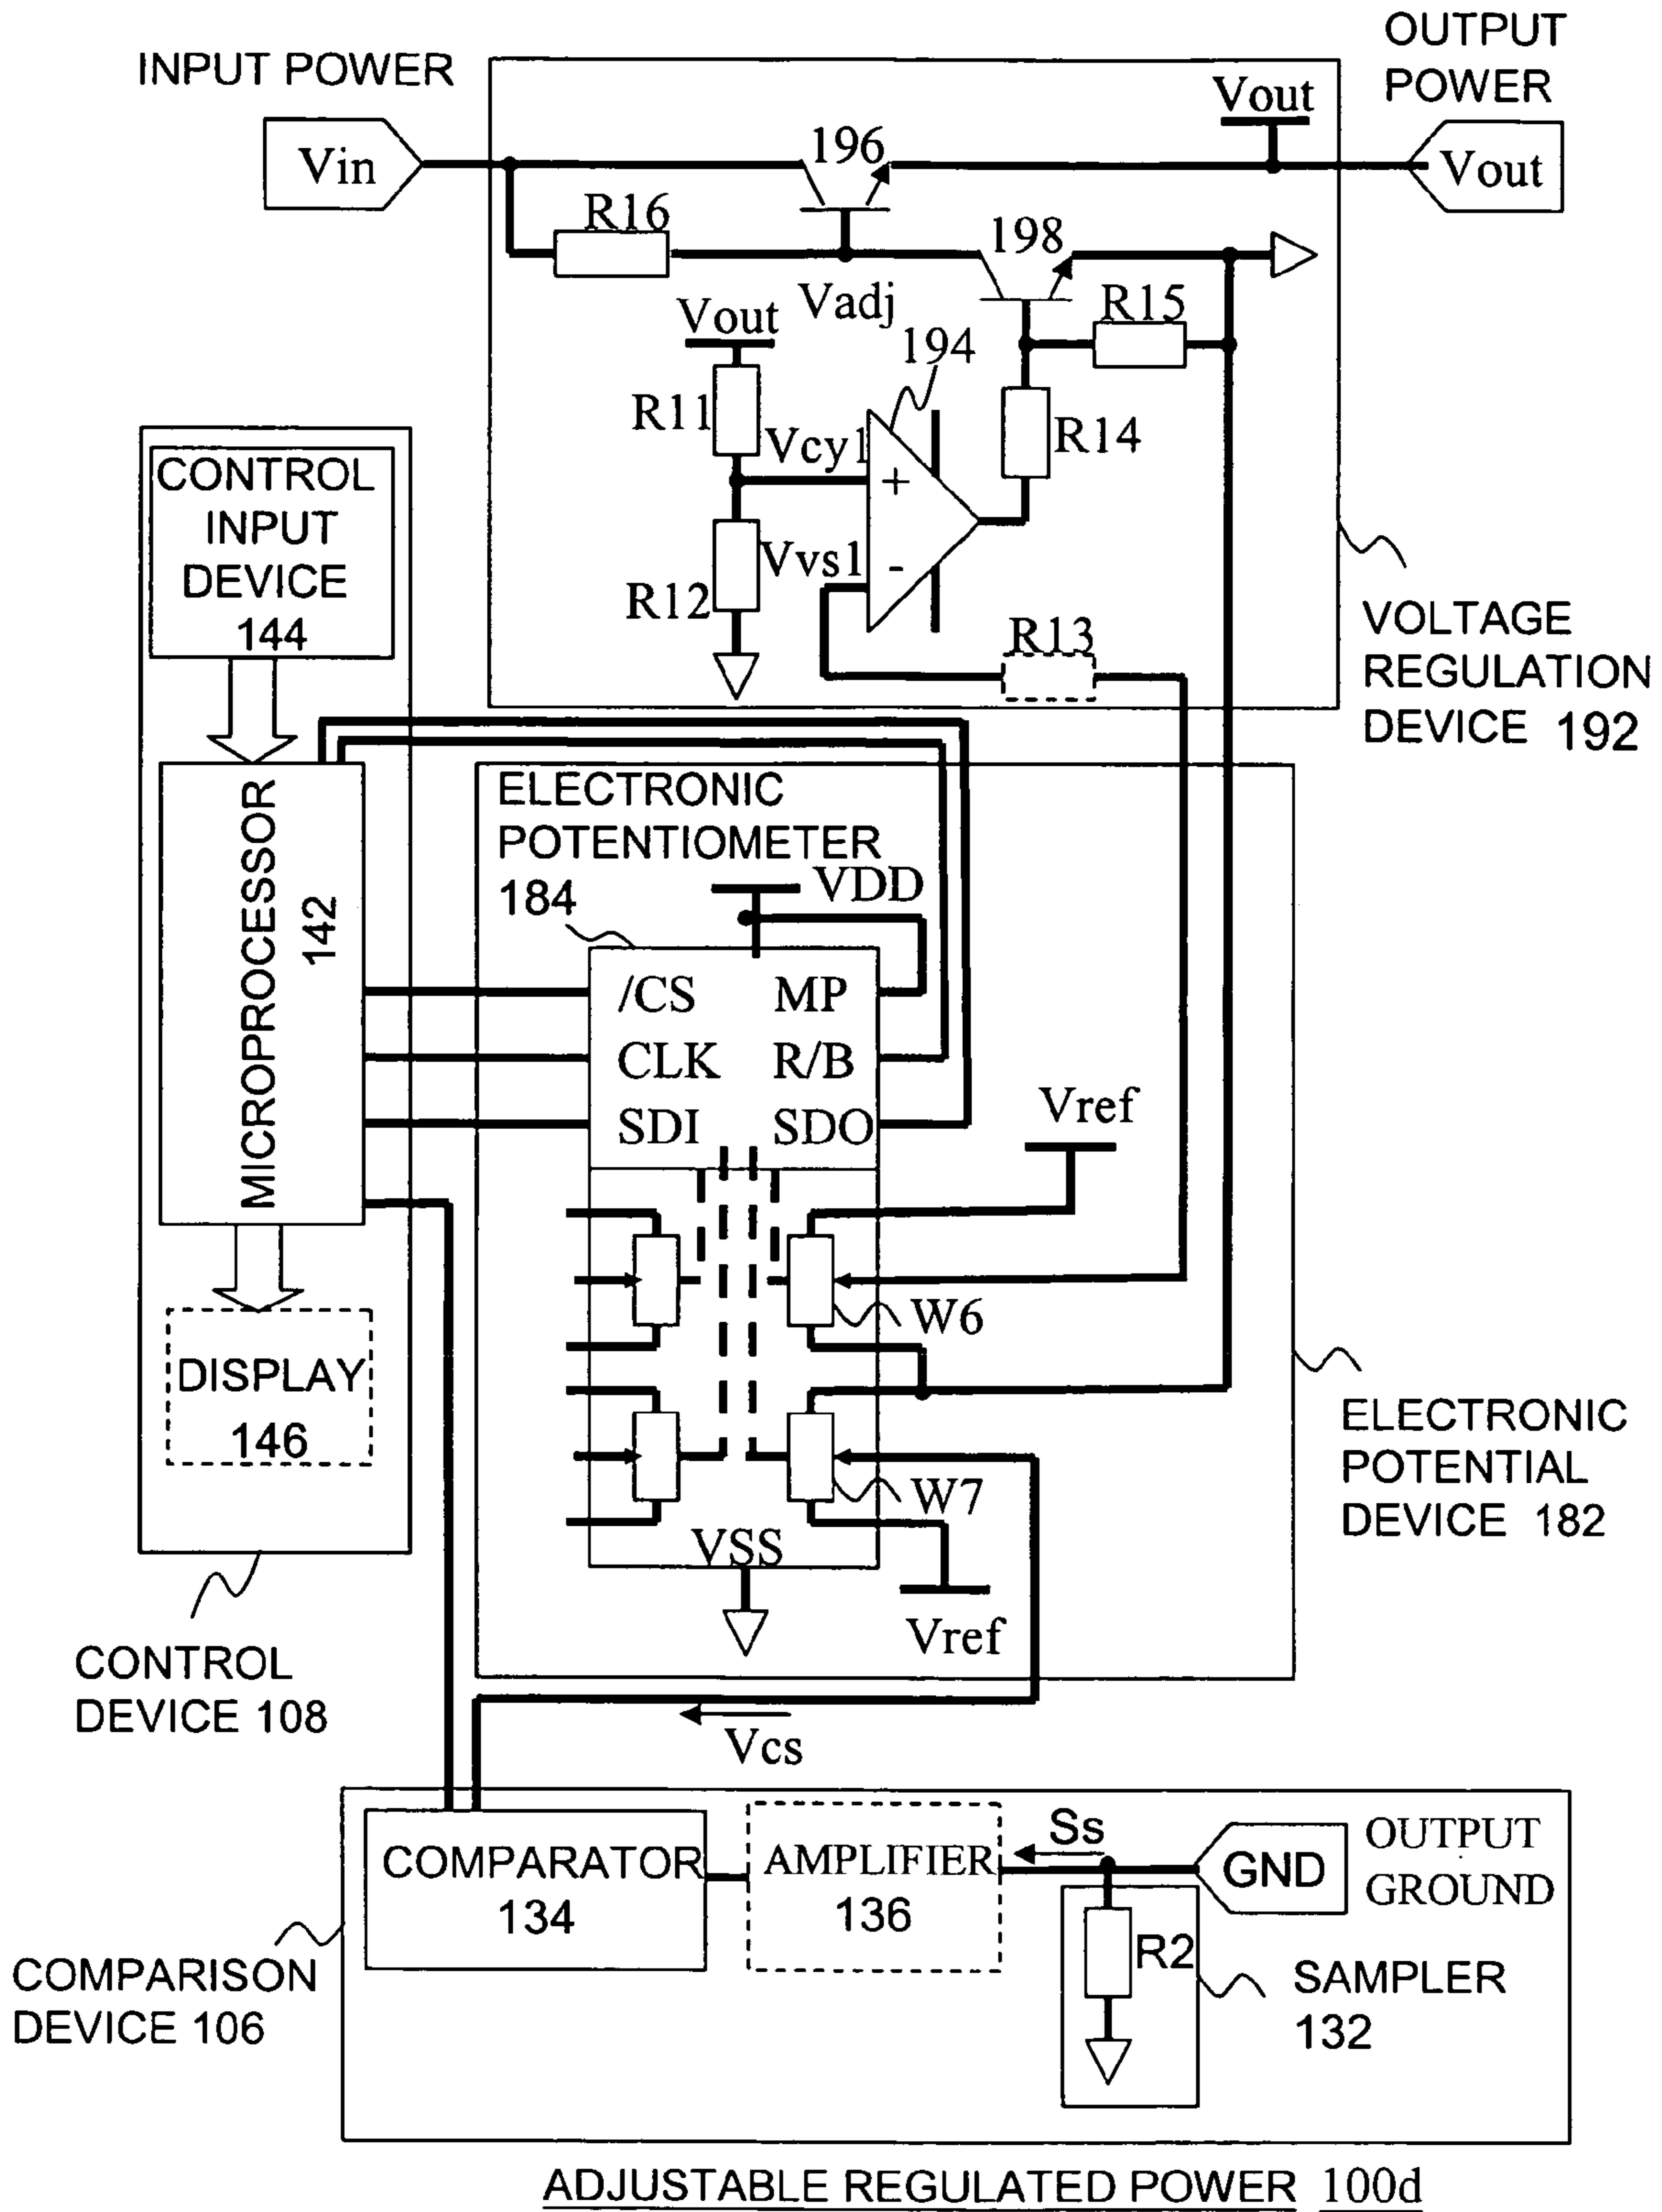 INPUT POWER
OUTPUT
POWER
Vin
Vout
Vout
196
R16
198
Vadj
Vout
R15
194
R11
Vcy1
R14
+
Vvs1
-
R12
R13
VOLTAGE
REGULATION
DEVICE 192
CONTROL
INPUT
DEVICE
144
MICROPROCESSOR
142
DISPLAY
146
CONTROL
DEVICE 108
ELECTRONIC
POTENTIOMETER
184
VDD
/CS
MP
CLK
R/B
SDI
SDO
Vref
W6
W7
VSS
Vref
ELECTRONIC
POTENTIAL
DEVICE 182
Vcs
COMPARATOR
134
AMPLIFIER
136
Ss
GND
OUTPUT
GROUND
R2
SAMPLER
132
COMPARISON
DEVICE 106
ADJUSTABLE REGULATED POWER 100d